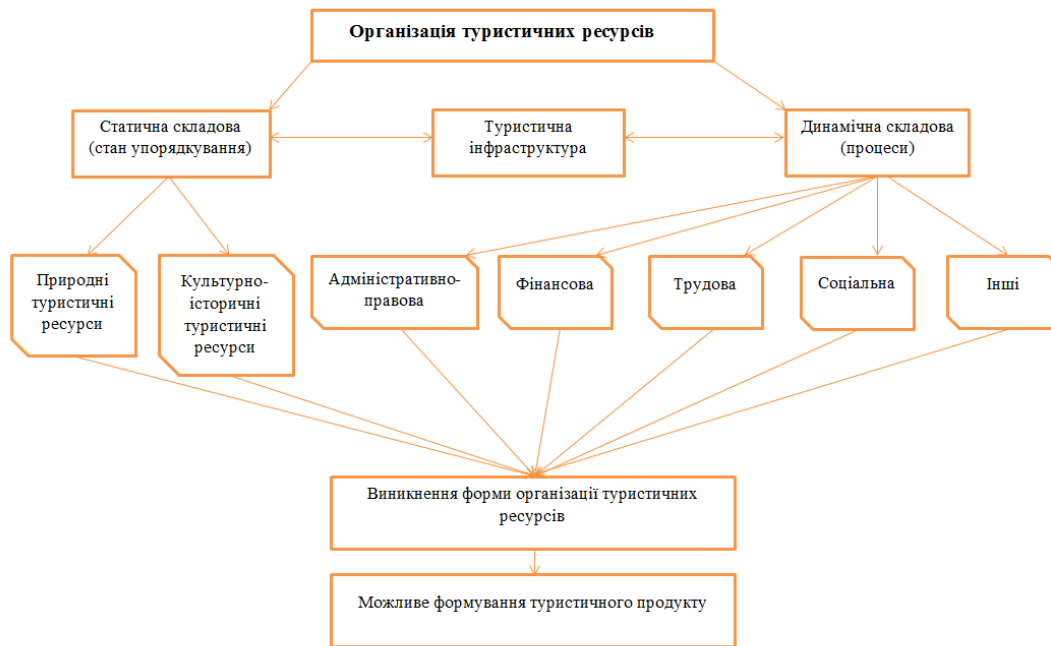 Організація туристичних ресурсів
Статична складова
(стан упорядкування)
Туристична
інфраструктура
Динамічна складова
(процеси)
Природні
туристичні
ресурси
Культурно-
історичні
туристичні
ресурси
Адміністративно-
правова
Фінансова
Трудова
Соціальна
Інші
Виникнення форми організації туристичних
ресурсів
Можливе формування туристичного продукту